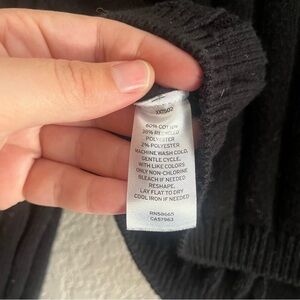 60% COTTON
38% RECYCLED
POLYESTER
2% POLYESTER
MACHINE WASH COLD,
GENTLE CYCLE,
WITH LIKE COLORS
ONLY NON-CHLORINE
BLEACH IF NEEDED
RESHAPE,
LAY FLAT TO DRY
COOL IRON IF NEEDED
RN58665
CA57963